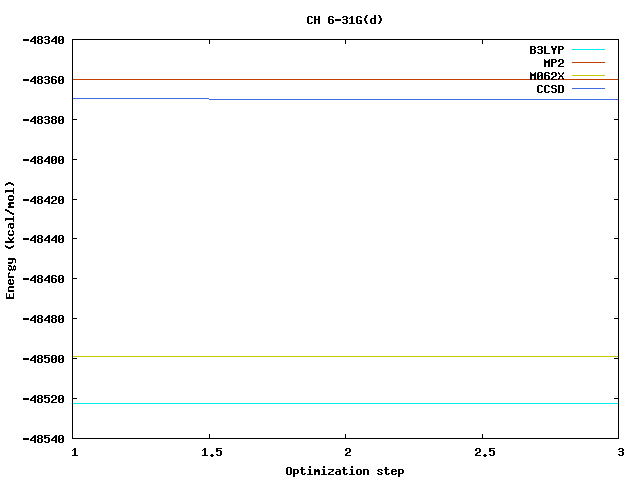 CH 6-31G(d)
-48340
-48360
-48380
-48400
-48420
-48440
-48460
-48480
-48500
-48520
-48540
Energy (kcal/mol)
B3LYP
MP2
M062X
CCSD
1 1.5 2 2.5 3
Optimization step